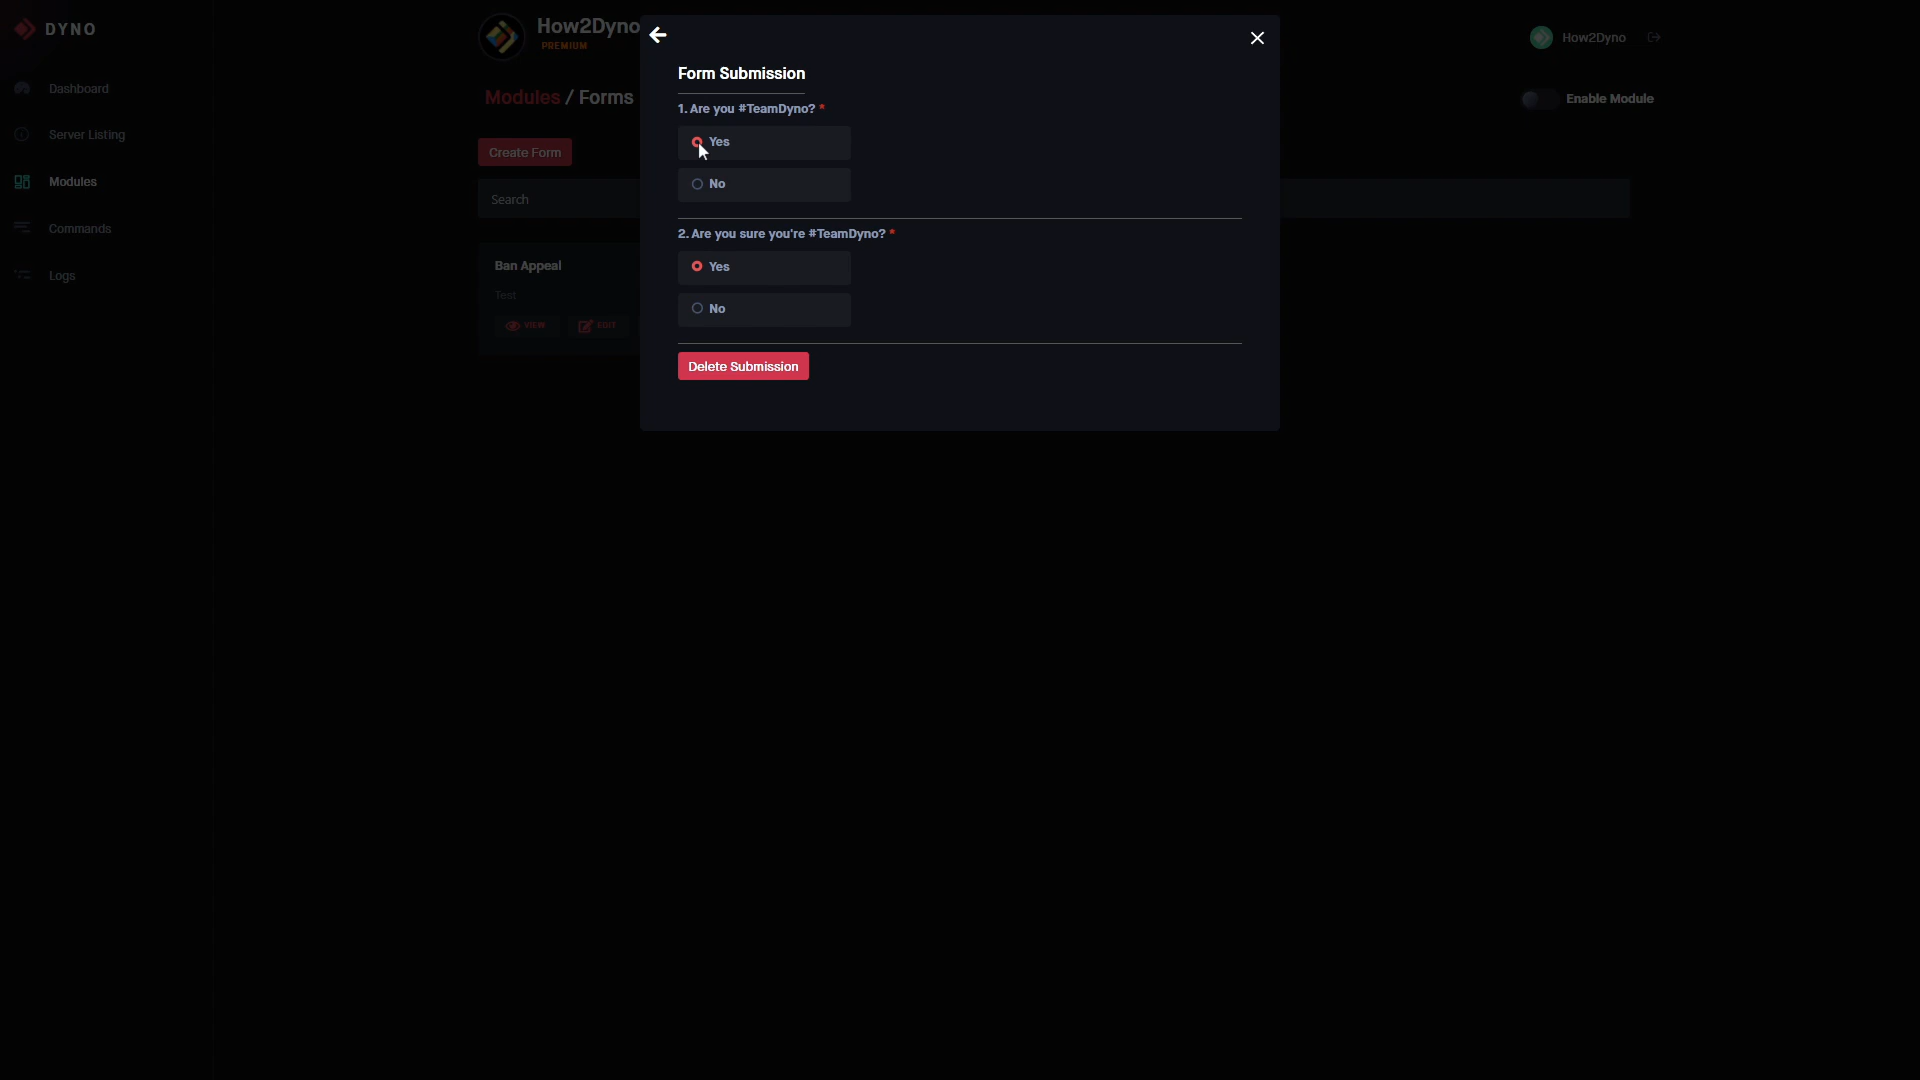 DYNO
Dashboard
Server Listing
Modules
Commands
Logs
How2Dyno
PREMIUM
Modules / Forms
Create Form
Search
Ban Appeal
Test
VIEW
EDIT
Form Submission
1. Are you #TeamDyno? *
Yes
No
2. Are you sure you're #TeamDyno? *
Yes
No
Delete Submission
How2Dyno
Enable Module